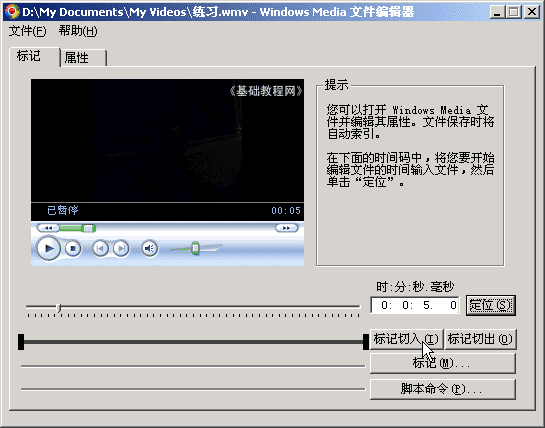 D:\My Documents\My Videos\练习.wmv - Windows Media 文件编辑器
文件(F) 帮助(H)
标记 属性
《基础教程网》
已暂停 00:05
提示
您可以打开 Windows Media 文
件并编辑其属性。文件保存时将
自动索引。
在下面的时间码中，将您要开始
编辑文件的时间输入文件，然后
单击“定位”。
时:分:秒.毫秒
0: 0: 5. 0 定位(S)
标记切入(I) 标记切出(O)
标记(M)...
脚本命令(P)...